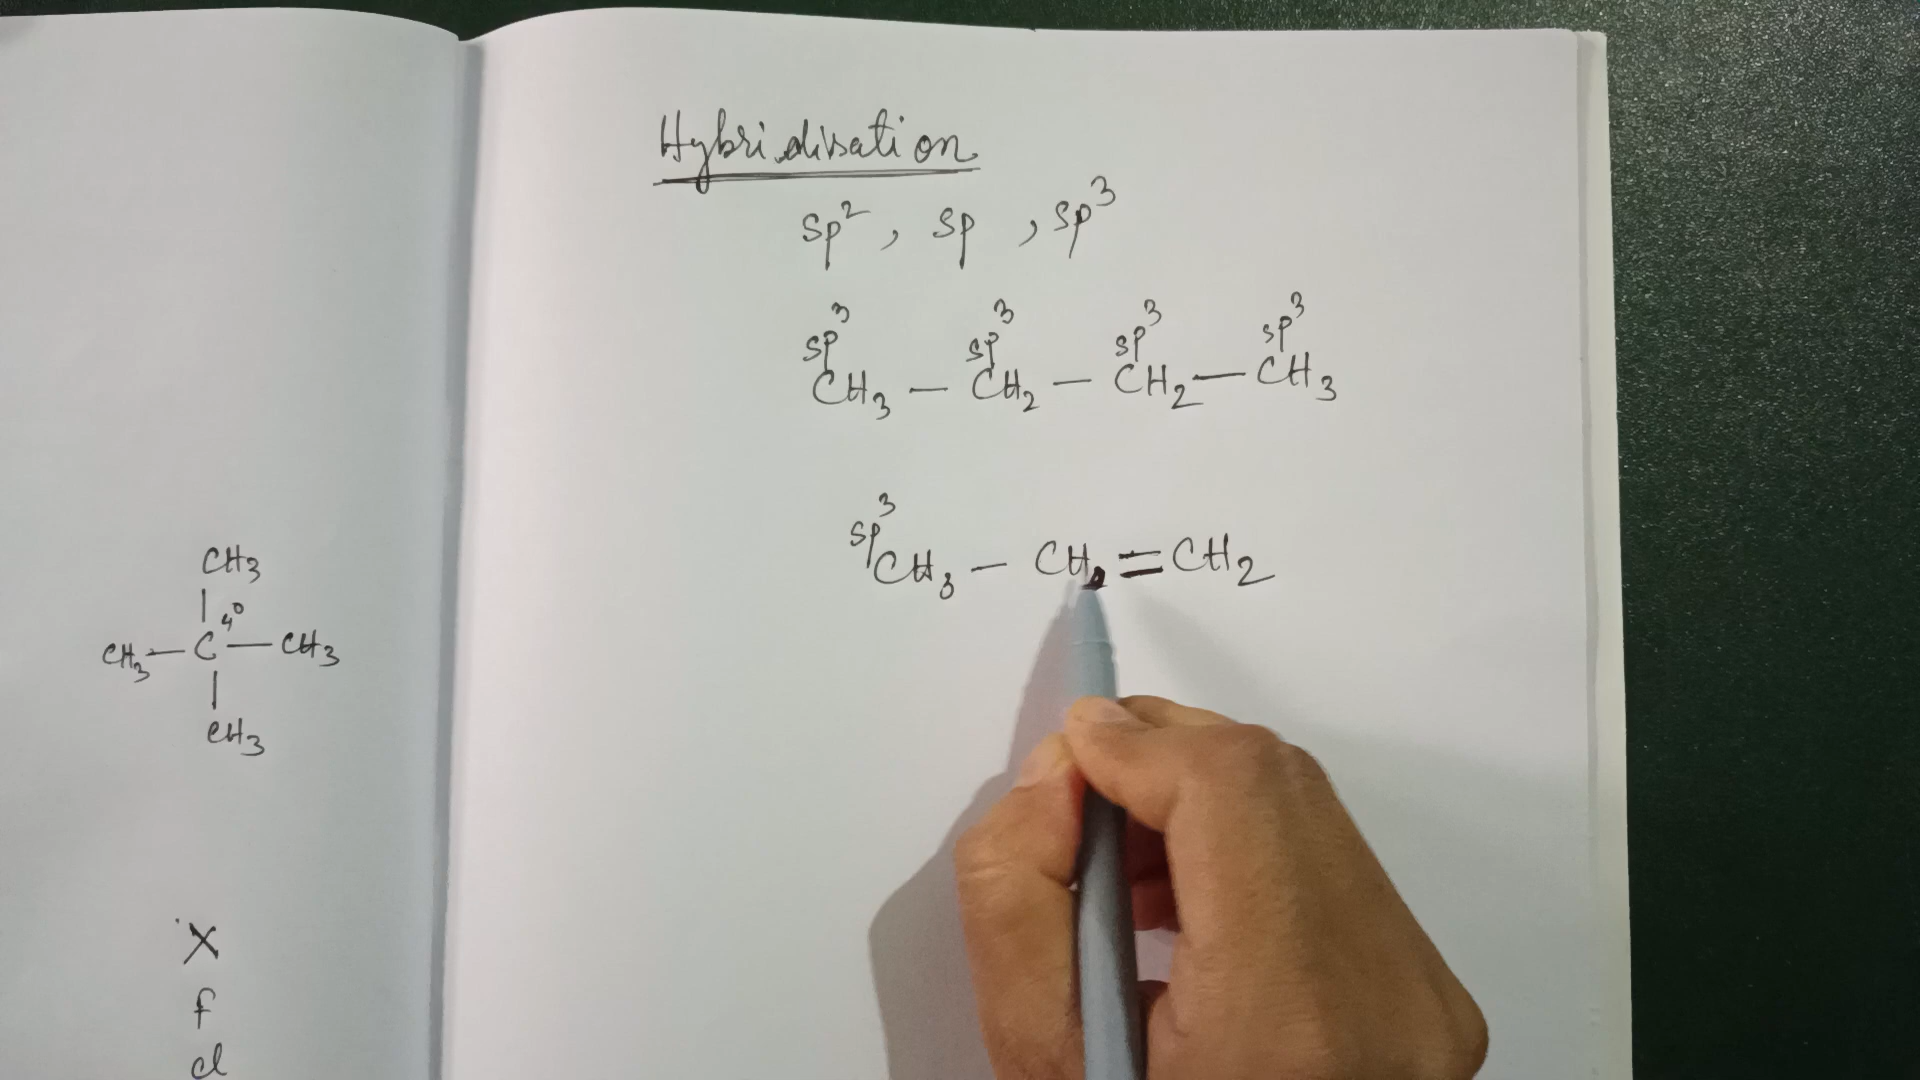 Hybridisation
sp², sp, sp³
sp³ sp³ sp³ sp³
CH₃ — CH₂ — CH₂ — CH₃
sp³
CH₃ — CH = CH₂
CH₃
|
4°
CH₃ — C — CH₃
|
CH₃
X
f
cl